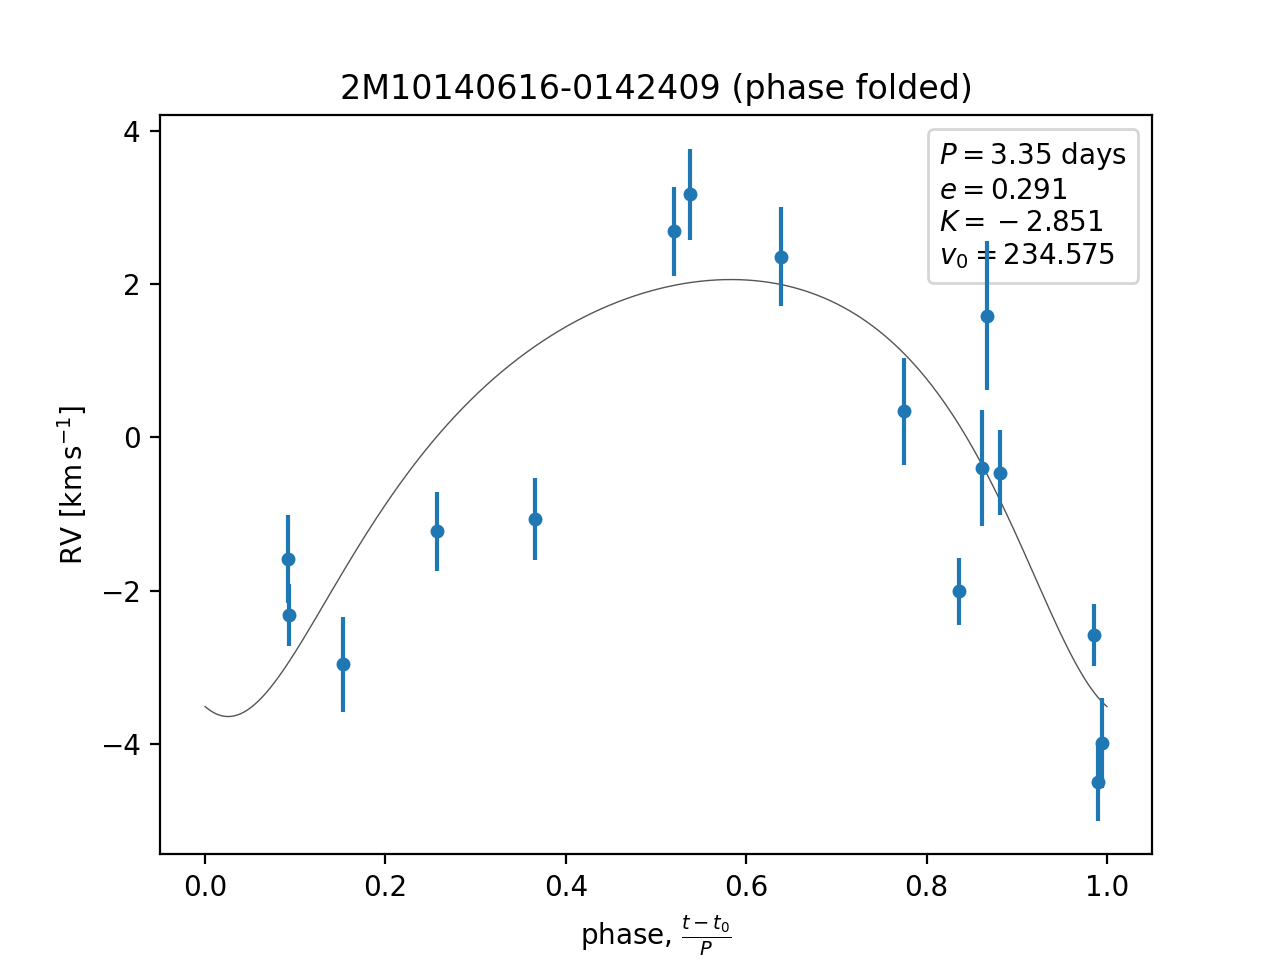 2M10140616-0142409 (phase folded)
P = 3.35 days
e = 0.291
K = −2.851
v₀ = 234.575
RV [km s⁻¹]
4
2
0
−2
−4
0.0 0.2 0.4 0.6 0.8 1.0
phase, (t − t₀)/P